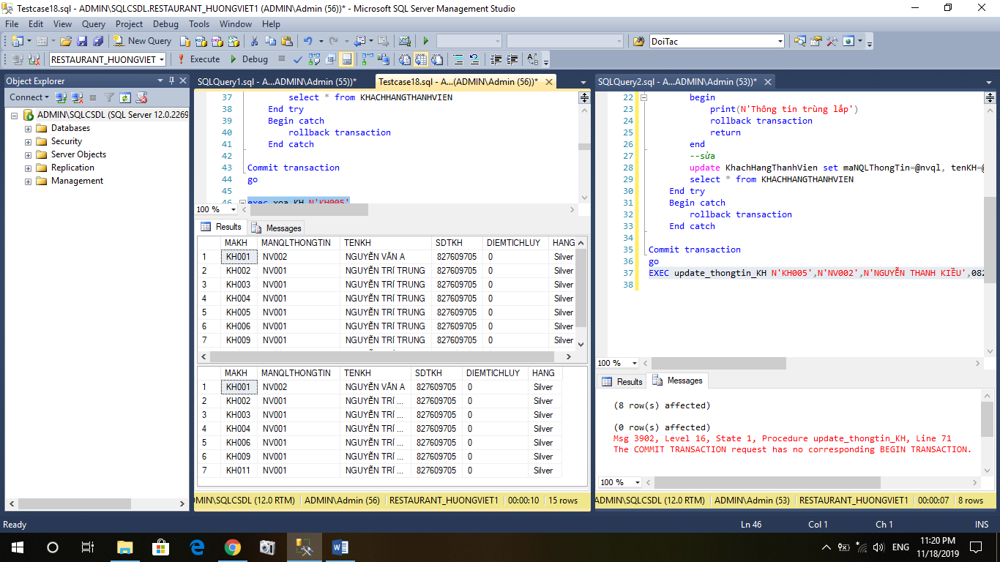 Testcase18.sql - ADMIN\SQLCSDL.RESTAURANT_HUONGVIET1 (ADMIN\Admin (56))* - Microsoft SQL Server Management Studio
File Edit View Query Project Debug Tools Window Help
New Query DoiTac
RESTAURANT_HUONGVIET Execute Debug
Object Explorer
Connect
ADMIN\SQLCSDL (SQL Server 12.0.2269
Databases
Security
Server Objects
Replication
Management
SQLQuery1.sql - A...ADMIN\Admin (55))* Testcase18.sql - A...(ADMIN\Admin (56))*
37 select * from KHACHHANGTHANHVIEN
38 End try
39 Begin catch
40 rollback transaction
41 End catch
42
43 Commit transaction
44 go
45
46 exec xoa_KH N'KH005'
100 %
Results Messages
MAKH MANQLTHONGTIN TENKH SDTKH DIEMTICHLUY HANG
1 KH001 NV002 NGUYỄN VĂN A 827609705 0 Silver
2 KH002 NV001 NGUYỄN TRÍ TRUNG 827609705 0 Silver
3 KH003 NV001 NGUYỄN TRÍ TRUNG 827609705 0 Silver
4 KH004 NV001 NGUYỄN TRÍ TRUNG 827609705 0 Silver
5 KH005 NV001 NGUYỄN TRÍ TRUNG 827609705 0 Silver
6 KH006 NV001 NGUYỄN TRÍ TRUNG 827609705 0 Silver
7 KH009 NV001 NGUYỄN TRÍ TRUNG 827609705 0 Silver
MAKH MANQLTHONGTIN TENKH SDTKH DIEMTICHLUY HANG
1 KH001 NV002 NGUYỄN VĂN A 827609705 0 Silver
2 KH002 NV001 NGUYỄN TRÍ ... 827609705 0 Silver
3 KH003 NV001 NGUYỄN TRÍ ... 827609705 0 Silver
4 KH004 NV001 NGUYỄN TRÍ ... 827609705 0 Silver
5 KH006 NV001 NGUYỄN TRÍ ... 827609705 0 Silver
6 KH009 NV001 NGUYỄN TRÍ ... 827609705 0 Silver
7 KH011 NV001 NGUYỄN TRÍ ... 827609705 0 Silver
DMIN\SQLCSDL (12.0 RTM) ADMIN\Admin (56) RESTAURANT_HUONGVIET1 00:00:10 15 rows
SQLQuery2.sql - A...ADMIN\Admin (53))*
22 begin
23 print(N'Thông tin trùng lắp')
24 rollback transaction
25 return
26 end
27 --sửa
28 update KhachHangThanhVien set maNQLThongTin=@nvql, tenKH=@
29 select * from KHACHHANGTHANHVIEN
30 End try
31 Begin catch
32 rollback transaction
33 End catch
34
35 Commit transaction
36 go
37 EXEC update_thongtin_KH N'KH005',N'NV002',N'NGUYỄN THANH KIỀU',082
38
100 %
Results Messages
(8 row(s) affected)
(0 row(s) affected)
Msg 3902, Level 16, State 1, Procedure update_thongtin_KH, Line 71
The COMMIT TRANSACTION request has no corresponding BEGIN TRANSACTION.
100 %
ADMIN\SQLCSDL (12.0 RTM) ADMIN\Admin (53) RESTAURANT_HUONGVIET1 00:00:07 8 rows
Ready Ln 46 Col 1 Ch 1 INS
ENG 11:20 PM
11/18/2019